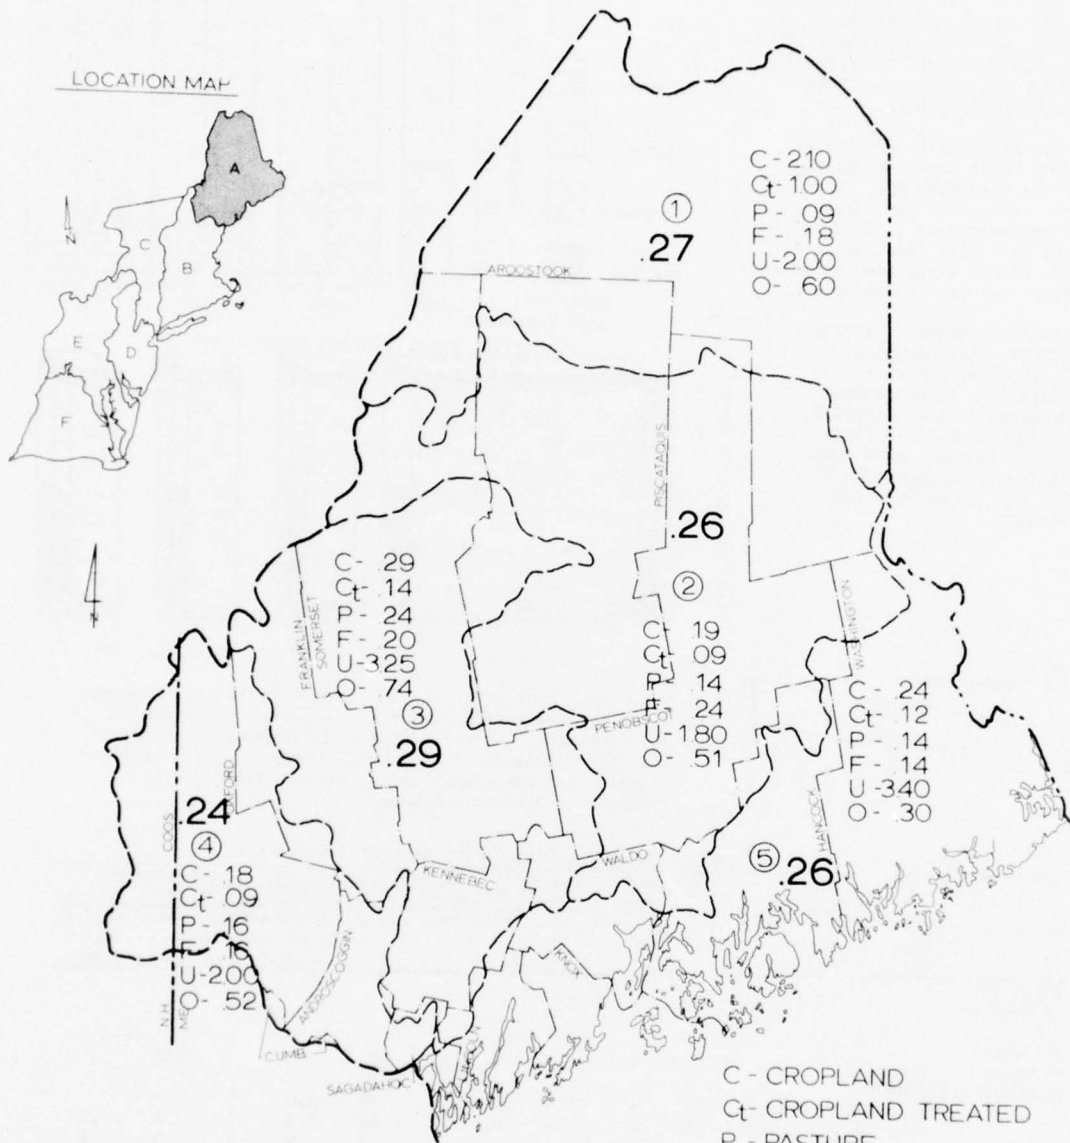 LOCATION MAP
A
N
C
B
E
D
F
N
C - 2.10
Ct - 1.00
P - .09
F - .18
U - 2.00
O - .60
1
.27
AROOSTOOK
PISCATAQUIS
.26
2
C - .29
Ct - .14
P - .24
F - .20
U - 3.25
O - .74
3
.29
FRANKLIN
SOMERSET
C - .19
Ct - .09
P - .14
F - .24
U - 1.80
O - .51
PENOBSCOT
WASHINGTON
C - .24
Ct - .12
P - .14
F - .14
U - 3.40
O - .30
HANCOCK
OXFORD
COOS
.24
4
C - .18
Ct - .09
P - .16
F - .16
U - 2.00
O - .52
N.H.
ME.
KENNEBEC
WALDO
5
.26
KNOX
ANDROSCOGGIN
CUMB.
SAGADAHOC
LINCOLN
C - CROPLAND
Ct - CROPLAND TREATED
P - PASTURE